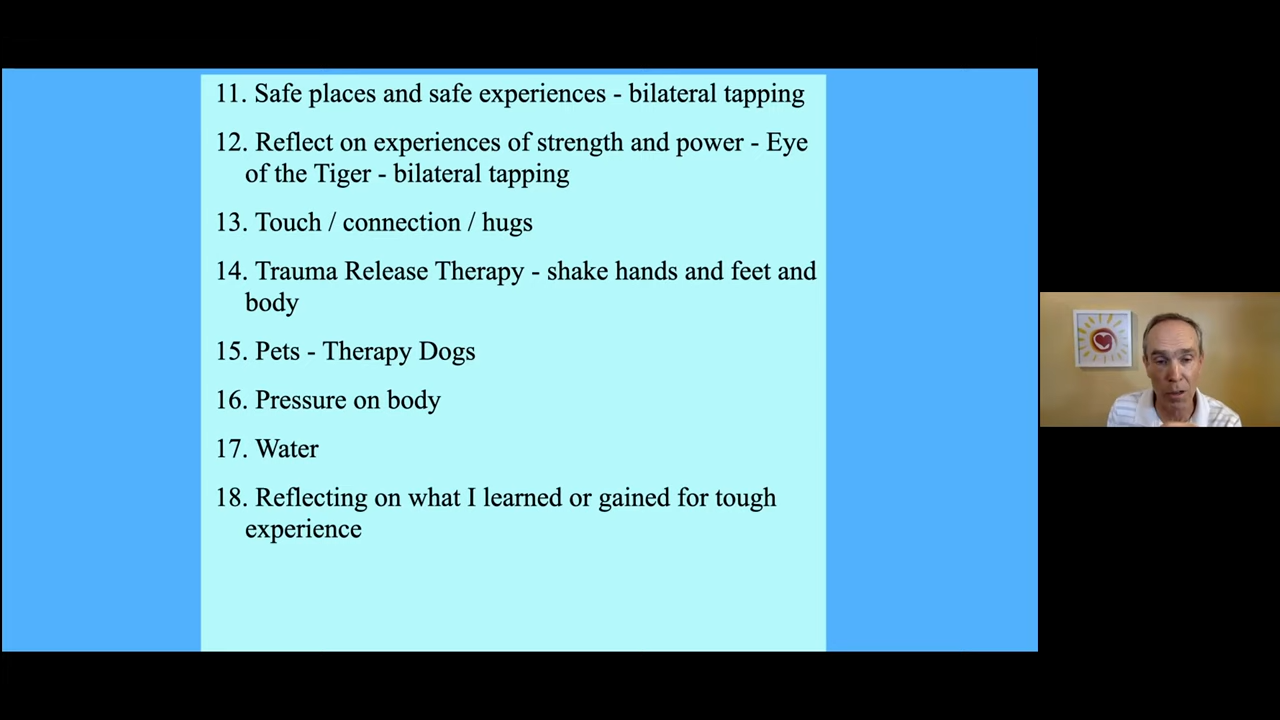 11. Safe places and safe experiences - bilateral tapping
12. Reflect on experiences of strength and power - Eye
of the Tiger - bilateral tapping
13. Touch / connection / hugs
14. Trauma Release Therapy - shake hands and feet and
body
15. Pets - Therapy Dogs
16. Pressure on body
17. Water
18. Reflecting on what I learned or gained for tough
experience